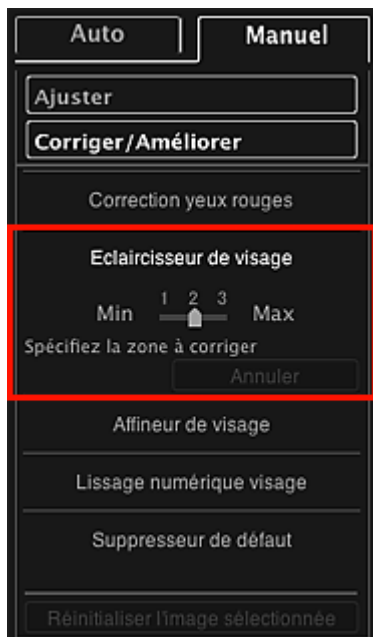 Auto
Manuel
Ajuster
Corriger/Améliorer
Correction yeux rouges
Eclaircisseur de visage
1 2 3
Min Max
Spécifiez la zone à corriger
Annuler
Affineur de visage
Lissage numérique visage
Suppresseur de défaut
Réinitialiser l'image sélectionnée